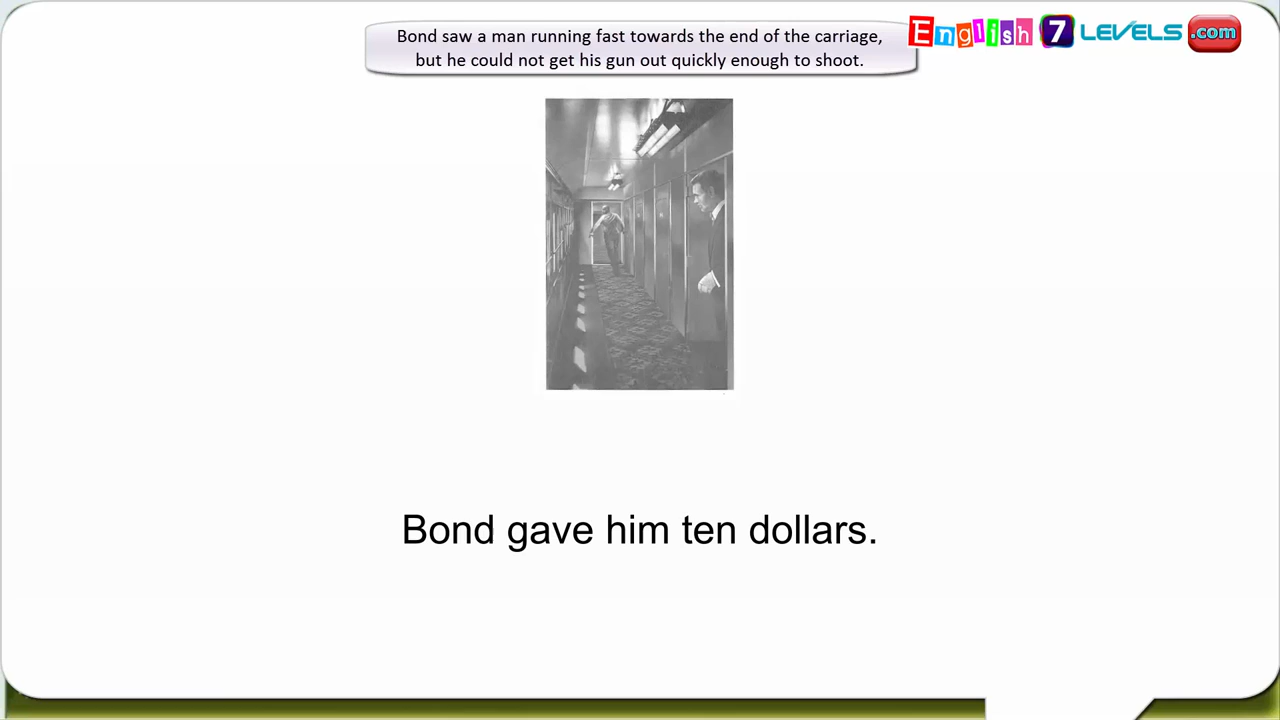 Bond saw a man running fast towards the end of the carriage,
but he could not get his gun out quickly enough to shoot.
English 7 LEVELS .com
Bond gave him ten dollars.